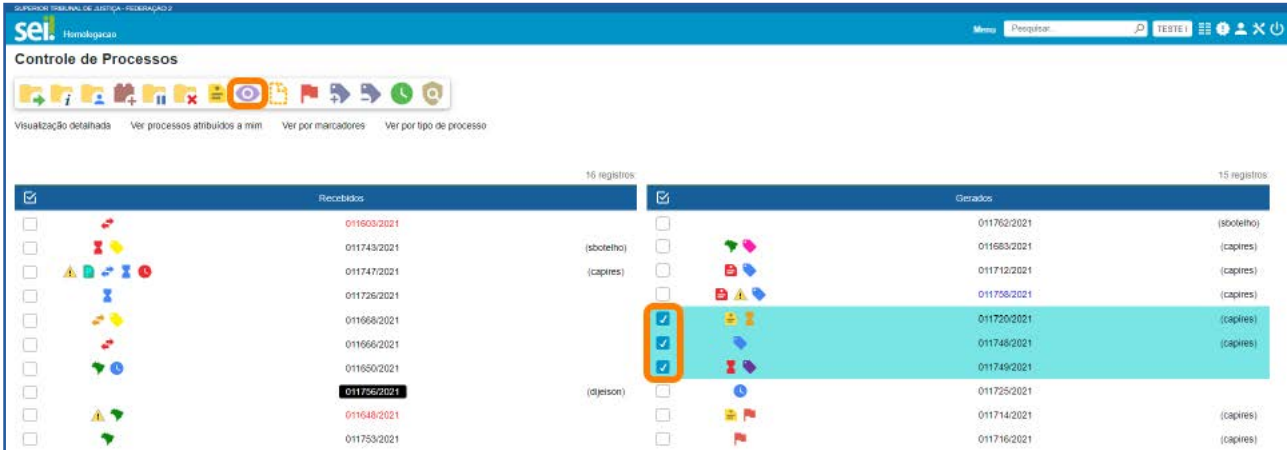 SUPERIOR TRIBUNAL DE JUSTIÇA - FEDERAÇÃO 2
sei! Homologacao Menu Pesquisar... TESTE I
Controle de Processos
Visualização detalhada Ver processos atribuídos a mim Ver por marcadores Ver por tipo de processo
16 registros:
Recebidos
011603/2021
011743/2021 (sbotelho)
011747/2021 (capires)
011726/2021
011668/2021
011666/2021
011650/2021
011756/2021 (dijeison)
011648/2021
011753/2021
15 registros:
Gerados
011762/2021 (sbotelho)
011683/2021 (capires)
011712/2021 (capires)
011758/2021 (capires)
011720/2021 (capires)
011748/2021 (capires)
011749/2021
011725/2021
011714/2021 (capires)
011716/2021 (capires)